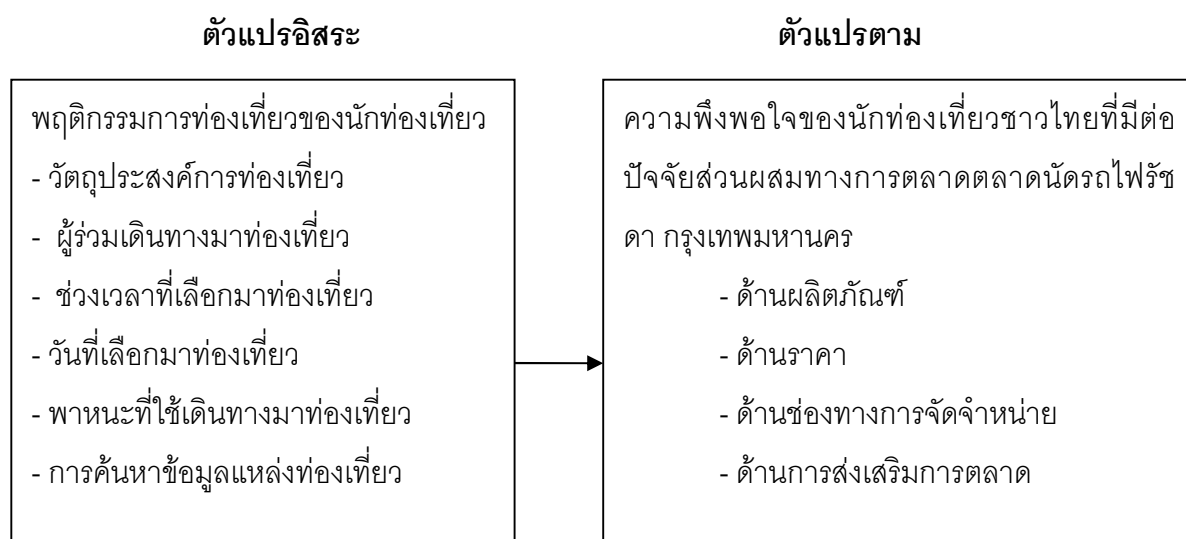 ตัวแปรอิสระ
ตัวแปรตาม
พฤติกรรมการท่องเที่ยวของนักท่องเที่ยว
- วัตถุประสงค์การท่องเที่ยว
- ผู้ร่วมเดินทางมาท่องเที่ยว
- ช่วงเวลาที่เลือกมาท่องเที่ยว
- วันที่เลือกมาท่องเที่ยว
- พาหนะที่ใช้เดินทางมาท่องเที่ยว
- การค้นหาข้อมูลแหล่งท่องเที่ยว
ความพึงพอใจของนักท่องเที่ยวชาวไทยที่มีต่อ
ปัจจัยส่วนผสมทางการตลาดตลาดนัดรถไฟรัช
ดา กรุงเทพมหานคร
- ด้านผลิตภัณฑ์
- ด้านราคา
- ด้านช่องทางการจัดจำหน่าย
- ด้านการส่งเสริมการตลาด